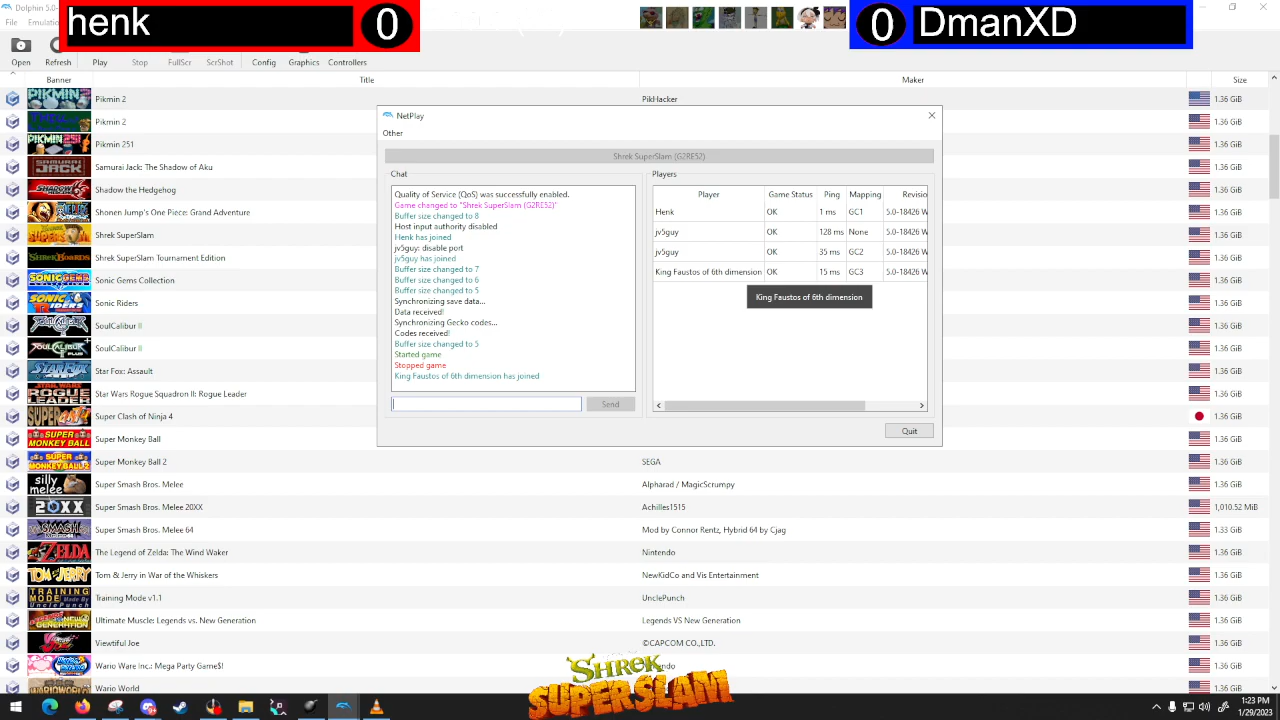 Dolphin 5.0-
File Emulation
henk 0
0 DmanXD
Open Refresh Play Stop FullScr ScrShot Config Graphics Controllers
Banner Title Maker Size
Pikmin 2 PikHacker 1.36 GiB
Pikmin 2 1.36 GiB
Pikmin 251 1.36 GiB
Samurai Jack: The Shadow of Aku 1.36 GiB
Shadow the Hedgehog 1.36 GiB
Shonen Jump's One Piece: Grand Adventure 1.36 GiB
Shrek SuperSlam 1.36 GiB
Shrek SuperSlam Tournament Edition 1.36 GiB
Sonic Gems Collection 1.36 GiB
Sonic Riders 1.36 GiB
SoulCalibur II 1.36 GiB
SoulCalibur II 1.36 GiB
Star Fox: Assault 1.36 GiB
Star Wars Rogue Squadron II: Rogue Leader 1.36 GiB
Super Clash of Ninja 4 1.36 GiB
Super Monkey Ball 1.36 GiB
Super Monkey Ball 2 SEGA 1.36 GiB
Super Smash Bros. Melee Alpharad / MagicScrumpy 1.36 GiB
Super Smash Bros. Melee 20XX Achilles1515 1,010.52 MiB
Super Smash Bros. Melee 64 Mod by Connor Rentz, Hybrid 64 by Cjag 1.36 GiB
The Legend of Zelda: The Wind Waker Nintendo 1.36 GiB
Tom & Jerry in War of the Whiskers NewKidCo and Vis Entertainment 1.36 GiB
Training Mode v1.1 UnclePunch 1.36 GiB
Ultimate Muscle: Legends vs. New Generation Legends VS New Generation 1.36 GiB
Viewtiful Joe ©CAPCOM CO.,LTD. 1.36 GiB
Wario Ware Inc. Mega Party Game$! 1.36 GiB
Wario World 1.36 GiB
NetPlay
Other
Shrek SuperSlam (G2RE52)
Chat
Quality of Service (QoS) was successfully enabled.
Game changed to "Shrek SuperSlam (G2RE52)"
Buffer size changed to 8
Host input authority disabled
Henk has joined
jv5guy: disable port
jv5guy has joined
Buffer size changed to 7
Buffer size changed to 6
Buffer size changed to 5
Synchronizing save data...
Data received!
Synchronizing Gecko codes...
Codes received!
Buffer size changed to 5
Started game
Stopped game
King Faustos of 6th dimension has joined
Send
Players
Player Game Status Ping Mapping Revisi
Henk OK 1 ms GC1 5.0-18426 W
jv5guy OK 128 ms None 5.0-18426 W
jv5guy OK 35 ms GC2 5.0-18426 W
King Faustos of 6th dimension 15 ms GC3 5.0-18426 W
King Faustos of 6th dimension
Quit
SHREK
SUPERSLAM
1:23 PM
1/29/2023